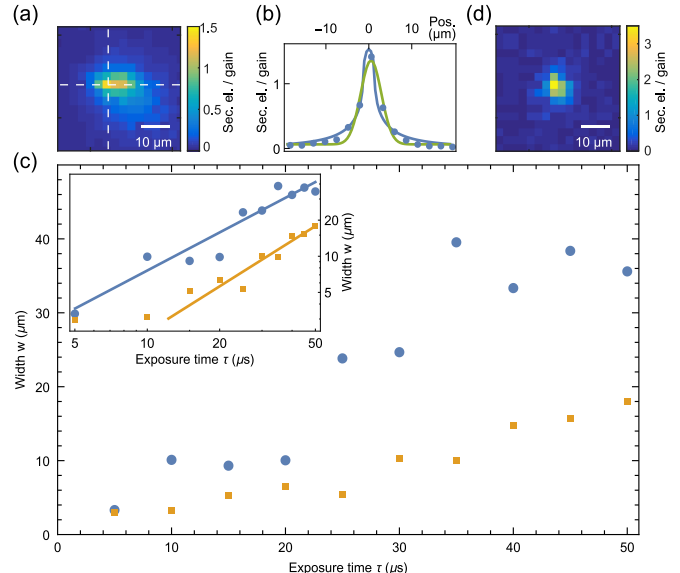 (a)
1.5
1
0.5
0
Sec. el. / gain
10 µm
(b)
Pos.
[µm]
−10 0 10
1
0
Sec. el. / gain
(d)
3
2
1
0
Sec. el. / gain
10 µm
(c)
40
30
20
10
0
Width w (µm)
0 10 20 30 40 50
Exposure time τ (µs)
20
10
5
Width w (µm)
5 10 20 50
Exposure time τ (µs)